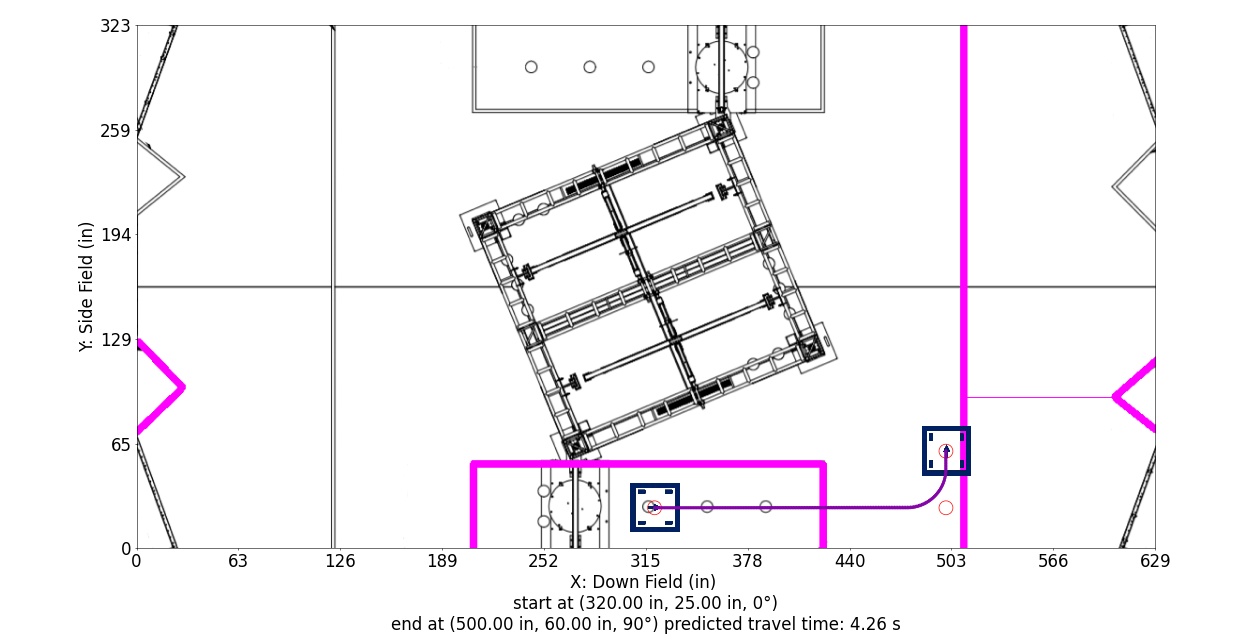 323
259
194
129
65
0
Y: Side Field (in)
0 63 126 189 252 315 378 440 503 566 629
X: Down Field (in)
start at (320.00 in, 25.00 in, 0°)
end at (500.00 in, 60.00 in, 90°) predicted travel time: 4.26 s